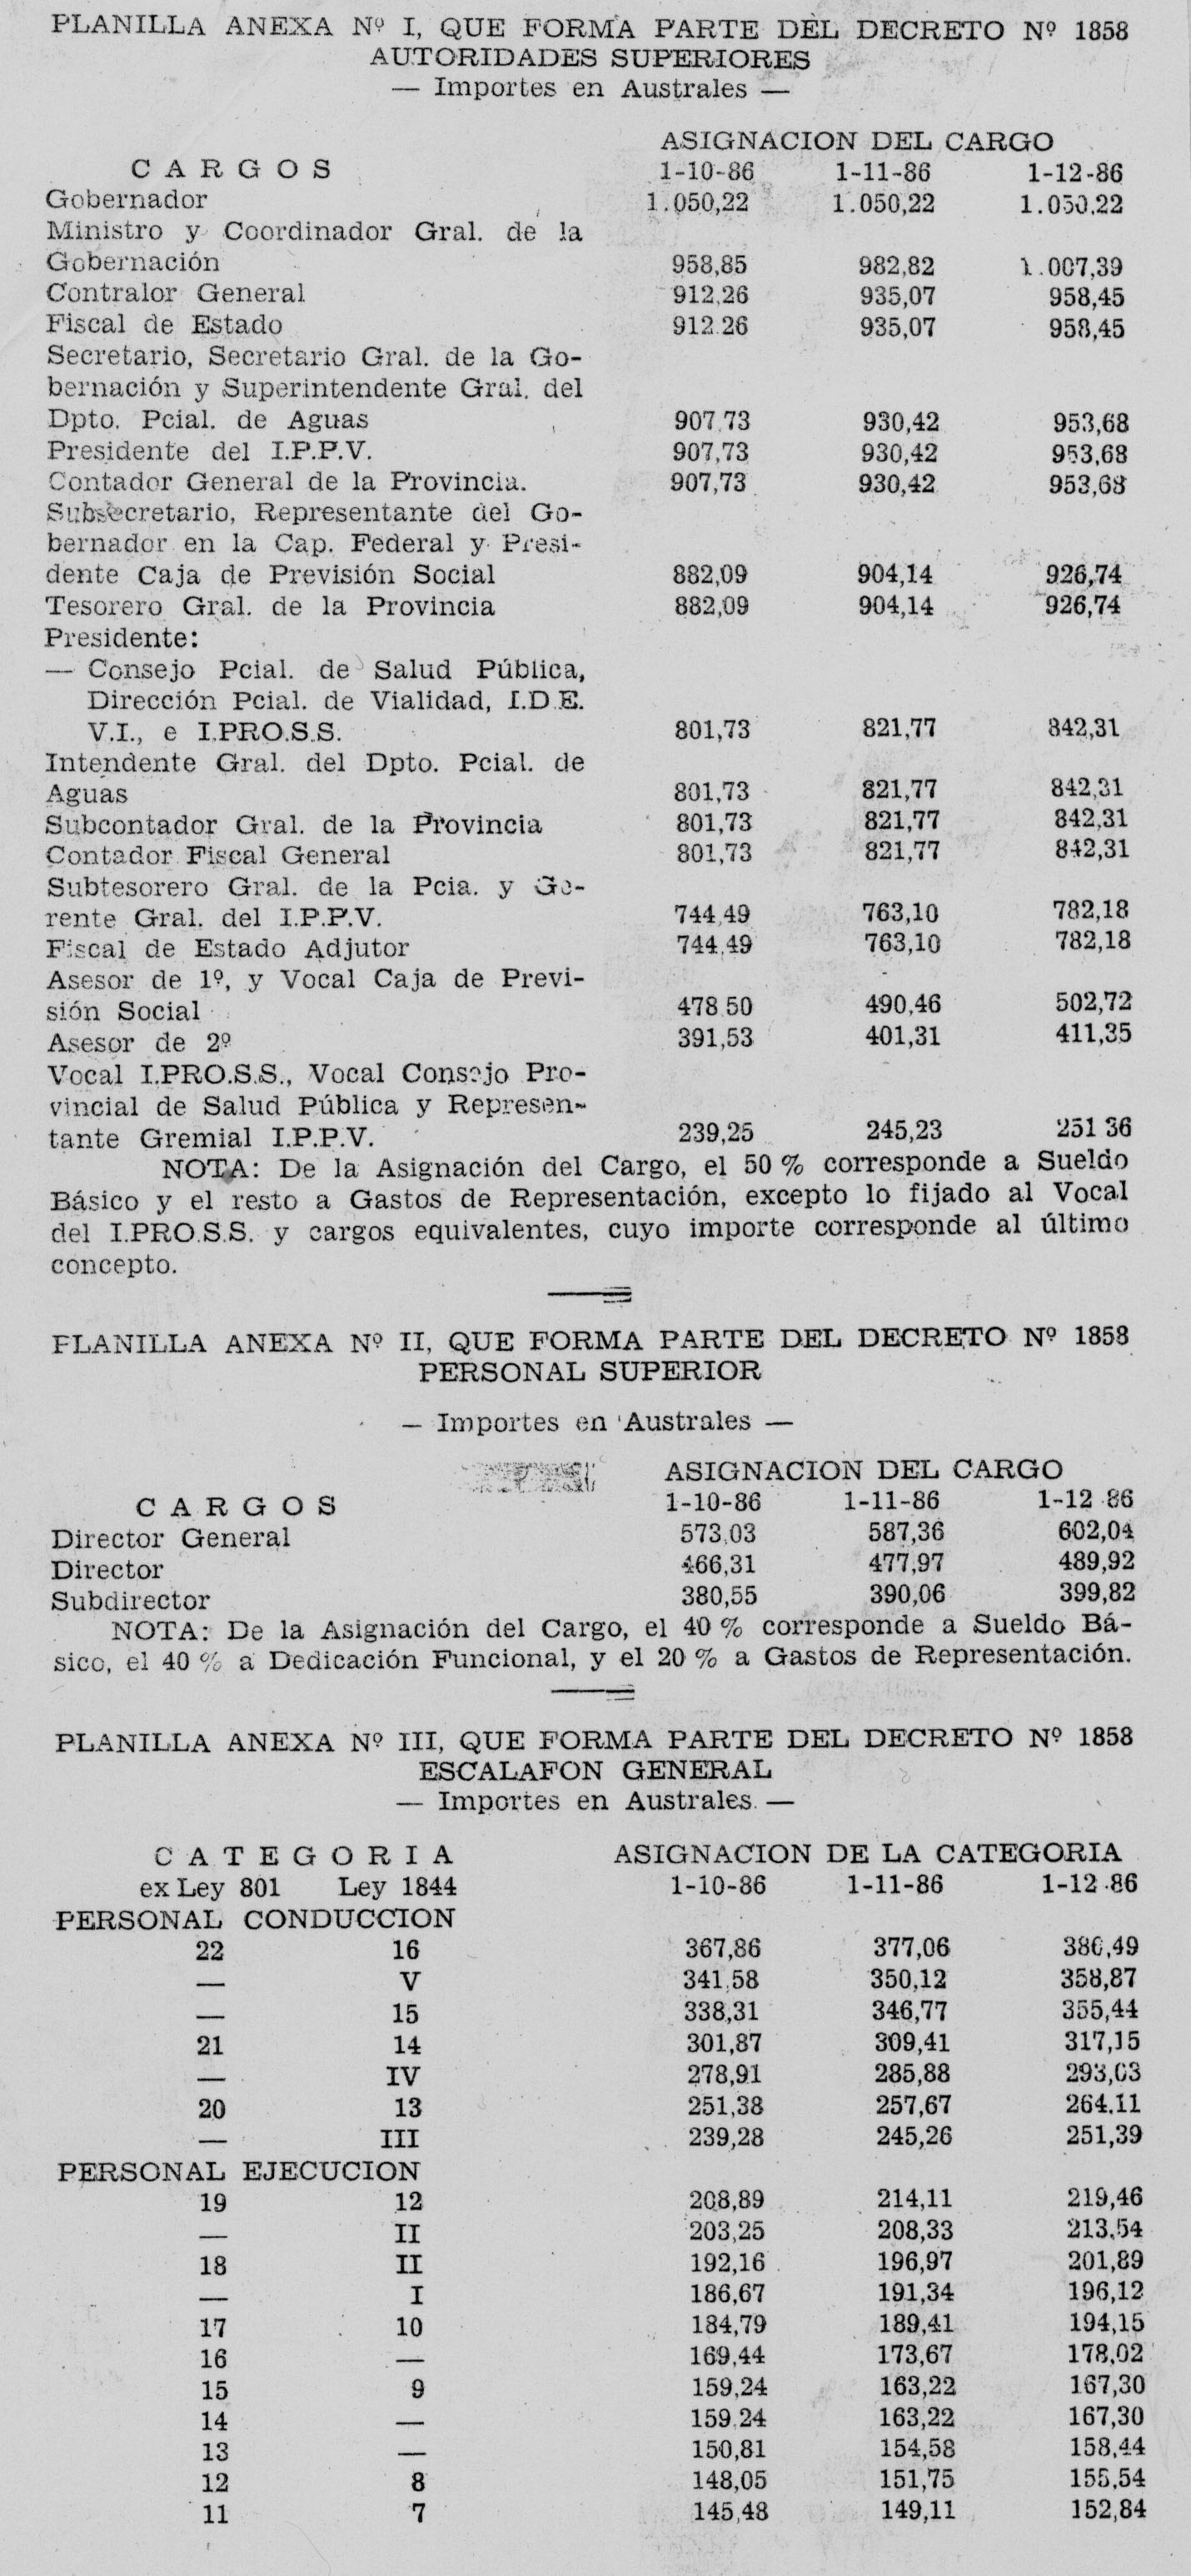 PLANILLA ANEXA Nº I, QUE FORMA PARTE DEL DECRETO Nº 1858
AUTORIDADES SUPERIORES
— Importes en Australes —
ASIGNACION DEL CARGO
C A R G O S 1-10-86 1-11-86 1-12-86
Gobernador 1.050,22 1.050,22 1.050.22
Ministro y Coordinador Gral. de la
Gobernación 958,85 982,82 1.007,39
Contralor General 912,26 935,07 958,45
Fiscal de Estado 912.26 935,07 958,45
Secretario, Secretario Gral. de la Go-
bernación y Superintendente Gral. del
Dpto. Pcial. de Aguas 907,73 930,42 953,68
Presidente del I.P.P.V. 907,73 930,42 953,68
Contador General de la Provincia. 907,73 930,42 953,68
Subsecretario, Representante del Go-
bernador en la Cap. Federal y Presi-
dente Caja de Previsión Social 882,09 904,14 926,74
Tesorero Gral. de la Provincia 882,09 904,14 926,74
Presidente:
— Consejo Pcial. de Salud Pública,
Dirección Pcial. de Vialidad, I.D.E.
V.I., e I.PRO.S.S. 801,73 821,77 842,31
Intendente Gral. del Dpto. Pcial. de
Aguas 801,73 821,77 842,31
Subcontador Gral. de la Provincia 801,73 821,77 842,31
Contador Fiscal General 801,73 821,77 842,31
Subtesorero Gral. de la Pcia. y Ge-
rente Gral. del I.P.P.V. 744,49 763,10 782,18
Fiscal de Estado Adjutor 744,49 763,10 782,18
Asesor de 1º, y Vocal Caja de Previ-
sión Social 478.50 490,46 502,72
Asesor de 2º 391,53 401,31 411,35
Vocal I.PRO.S.S., Vocal Consejo Pro-
vincial de Salud Pública y Represen-
tante Gremial I.P.P.V. 239,25 245,23 251 36
NOTA: De la Asignación del Cargo, el 50 % corresponde a Sueldo
Básico y el resto a Gastos de Representación, excepto lo fijado al Vocal
del I.PRO.S.S. y cargos equivalentes, cuyo importe corresponde al último
concepto.
PLANILLA ANEXA Nº II, QUE FORMA PARTE DEL DECRETO Nº 1858
PERSONAL SUPERIOR
— Importes en Australes —
ASIGNACION DEL CARGO
C A R G O S 1-10-86 1-11-86 1-12 86
Director General 573,03 587,36 602,04
Director 466,31 477,97 489,92
Subdirector 380,55 390,06 399,82
NOTA: De la Asignación del Cargo, el 40 % corresponde a Sueldo Bá-
sico, el 40 % a Dedicación Funcional, y el 20 % a Gastos de Representación.
PLANILLA ANEXA Nº III, QUE FORMA PARTE DEL DECRETO Nº 1858
ESCALAFON GENERAL
— Importes en Australes. —
C A T E G O R I A ASIGNACION DE LA CATEGORIA
ex Ley 801 Ley 1844 1-10-86 1-11-86 1-12-86
PERSONAL CONDUCCION
22 16 367,86 377,06 386,49
— V 341,58 350,12 358,87
— 15 338,31 346,77 355,44
21 14 301,87 309,41 317,15
— IV 278,91 285,88 293,03
20 13 251,38 257,67 264.11
— III 239,28 245,26 251,39
PERSONAL EJECUCION
19 12 208,89 214,11 219,46
— II 203,25 208,33 213,54
18 II 192,16 196,97 201,89
— I 186,67 191,34 196,12
17 10 184,79 189,41 194,15
16 — 169,44 173,67 178,02
15 9 159,24 163,22 167,30
14 — 159,24 163,22 167,30
13 — 150,81 154,58 158,44
12 8 148,05 151,75 155,54
11 7 145,48 149,11 152,84